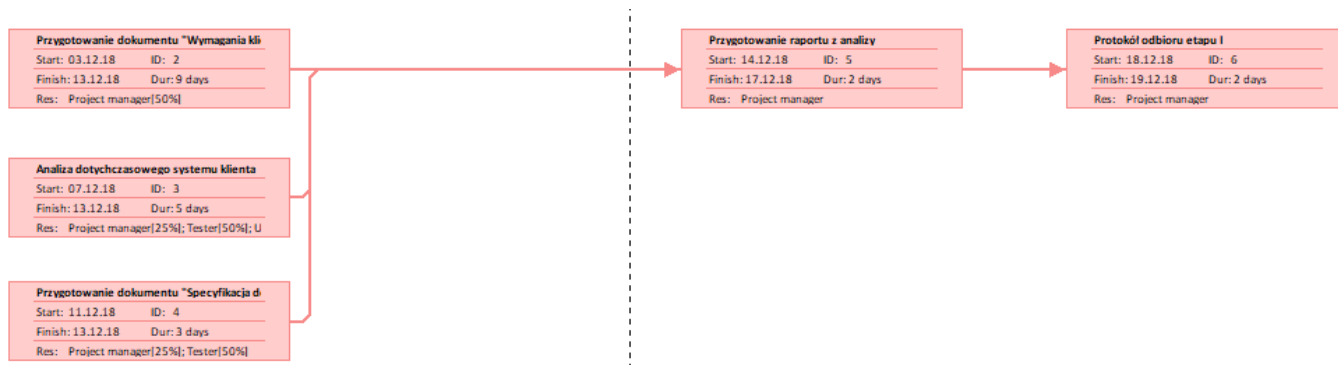 Przygotowanie dokumentu "Wymagania kli
Start: 03.12.18 ID: 2
Finish: 13.12.18 Dur: 9 days
Res: Project manager[50%]
Analiza dotychczasowego systemu klienta
Start: 07.12.18 ID: 3
Finish: 13.12.18 Dur: 5 days
Res: Project manager[25%]; Tester[50%]; U
Przygotowanie dokumentu "Specyfikacja d
Start: 11.12.18 ID: 4
Finish: 13.12.18 Dur: 3 days
Res: Project manager[25%]; Tester[50%]
Przygotowanie raportu z analizy
Start: 14.12.18 ID: 5
Finish: 17.12.18 Dur: 2 days
Res: Project manager
Protokół odbioru etapu I
Start: 18.12.18 ID: 6
Finish: 19.12.18 Dur: 2 days
Res: Project manager